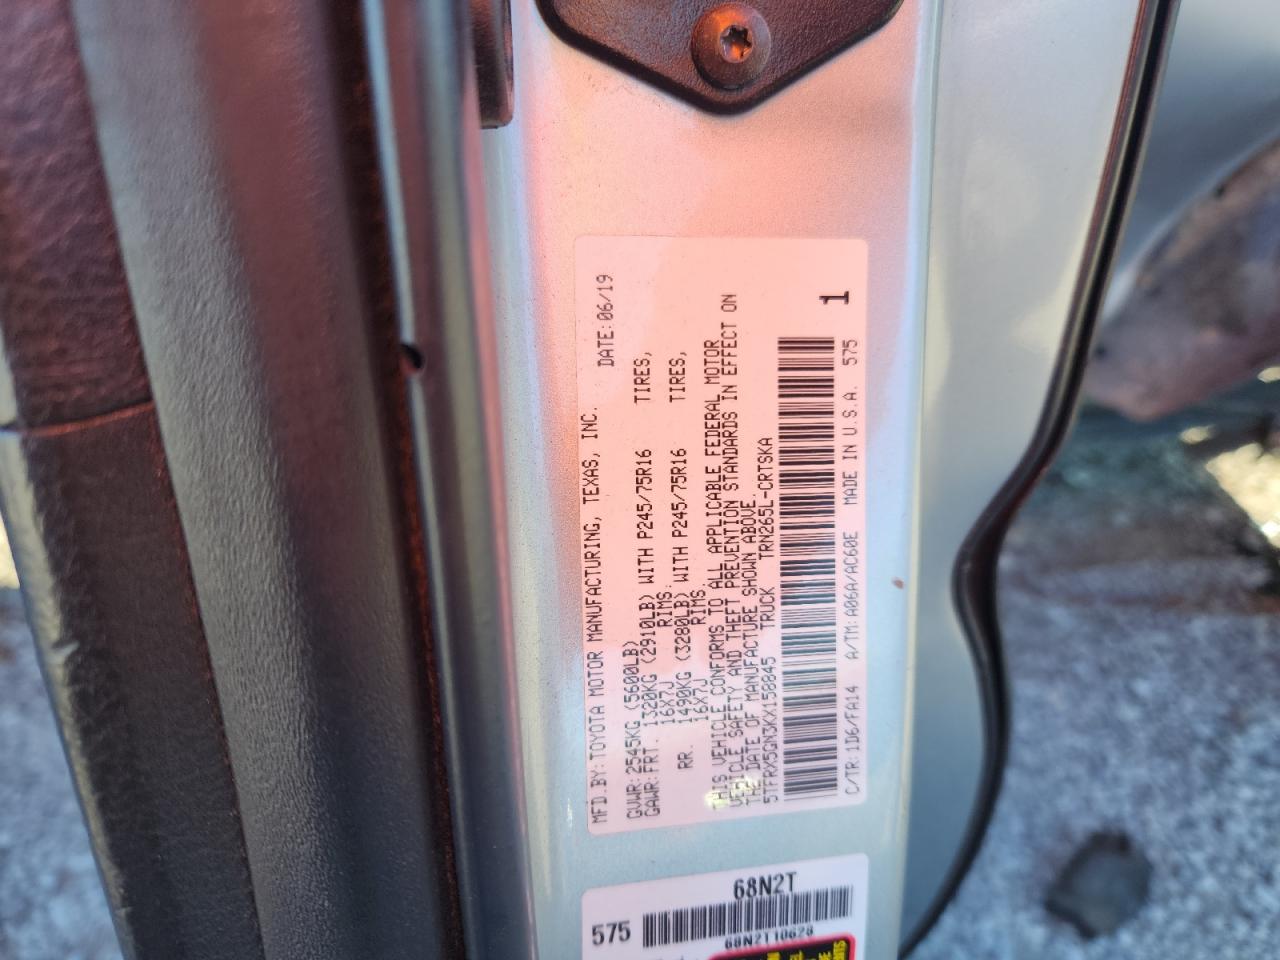 MFD.BY: TOYOTA MOTOR MANUFACTURING, TEXAS, INC.
DATE: 06/19
GVWR: 2545KG (5600LB)
GAWR: FRT. 1320KG (2910LB) WITH P245/75R16 TIRES,
16X7J RIMS.
RR. 1490KG (3280LB) WITH P245/75R16 TIRES,
16X7J RIMS.
THIS VEHICLE CONFORMS TO ALL APPLICABLE FEDERAL MOTOR
VEHICLE SAFETY AND THEFT PREVENTION STANDARDS IN EFFECT ON
THE DATE OF MANUFACTURE SHOWN ABOVE.
5TFRX5GN3KX158845 TRUCK TRN265L-CRTSKA
1
C/TR: 1D6/FA14 A/TM: A06A/AC60E MADE IN U.S.A. 575
68N2T
575
68N2T10628